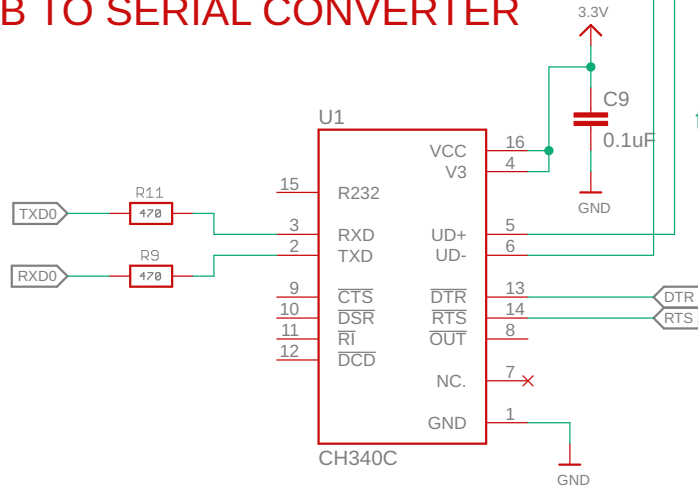 B TO SERIAL CONVERTER
3.3V
C9
0.1uF
GND
U1
VCC 16
V3 4
15 R232
R11
TXD0 470
3 RXD
UD+ 5
2 TXD
UD- 6
R9
RXD0 470
9 CTS
DTR 13
DTR
10 DSR
RTS 14
RTS
11 RI
OUT 8
12 DCD
NC. 7
GND 1
CH340C
GND